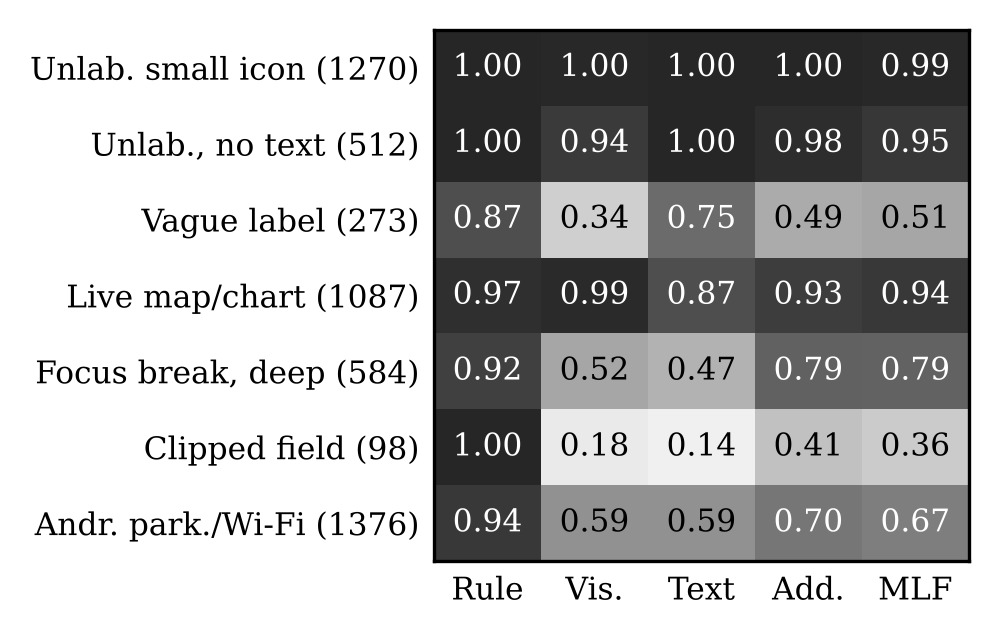 Unlab. small icon (1270) 1.00 1.00 1.00 1.00 0.99
Unlab., no text (512) 1.00 0.94 1.00 0.98 0.95
Vague label (273) 0.87 0.34 0.75 0.49 0.51
Live map/chart (1087) 0.97 0.99 0.87 0.93 0.94
Focus break, deep (584) 0.92 0.52 0.47 0.79 0.79
Clipped field (98) 1.00 0.18 0.14 0.41 0.36
Andr. park./Wi-Fi (1376) 0.94 0.59 0.59 0.70 0.67
Rule Vis. Text Add. MLF